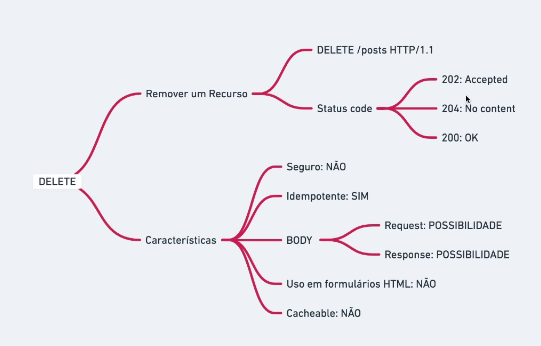 DELETE
Remover um Recurso
DELETE /posts HTTP/1.1
Status code
202: Accepted
204: No content
200: OK
Características
Seguro: NÃO
Idempotente: SIM
BODY
Request: POSSIBILIDADE
Response: POSSIBILIDADE
Uso em formulários HTML: NÃO
Cacheable: NÃO